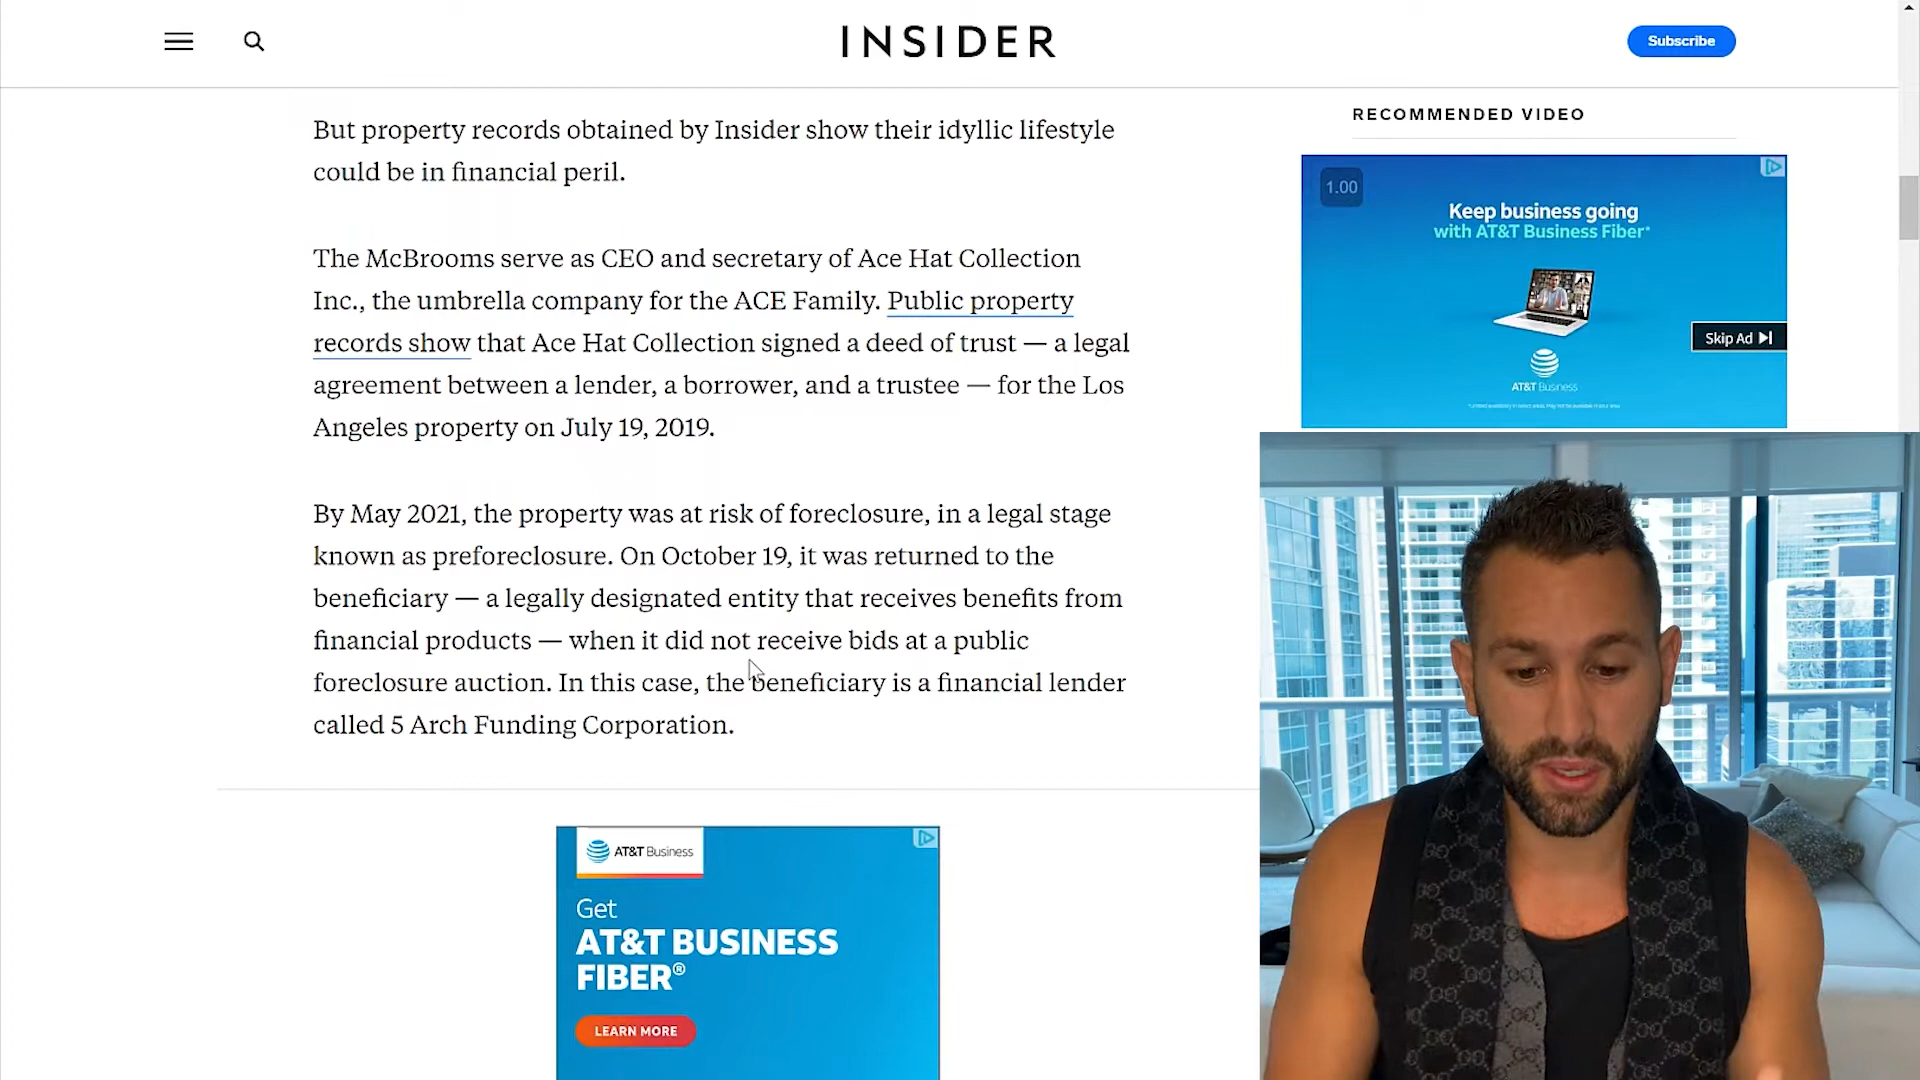 INSIDER
Subscribe
But property records obtained by Insider show their idyllic lifestyle
could be in financial peril.
The McBrooms serve as CEO and secretary of Ace Hat Collection
Inc., the umbrella company for the ACE Family. Public property
records show that Ace Hat Collection signed a deed of trust — a legal
agreement between a lender, a borrower, and a trustee — for the Los
Angeles property on July 19, 2019.
By May 2021, the property was at risk of foreclosure, in a legal stage
known as preforeclosure. On October 19, it was returned to the
beneficiary — a legally designated entity that receives benefits from
financial products — when it did not receive bids at a public
foreclosure auction. In this case, the beneficiary is a financial lender
called 5 Arch Funding Corporation.
RECOMMENDED VIDEO
1.00
Keep business going
with AT&T Business Fiber*
Skip Ad
AT&T Business
AT&T Business
Get
AT&T BUSINESS
FIBER®
LEARN MORE